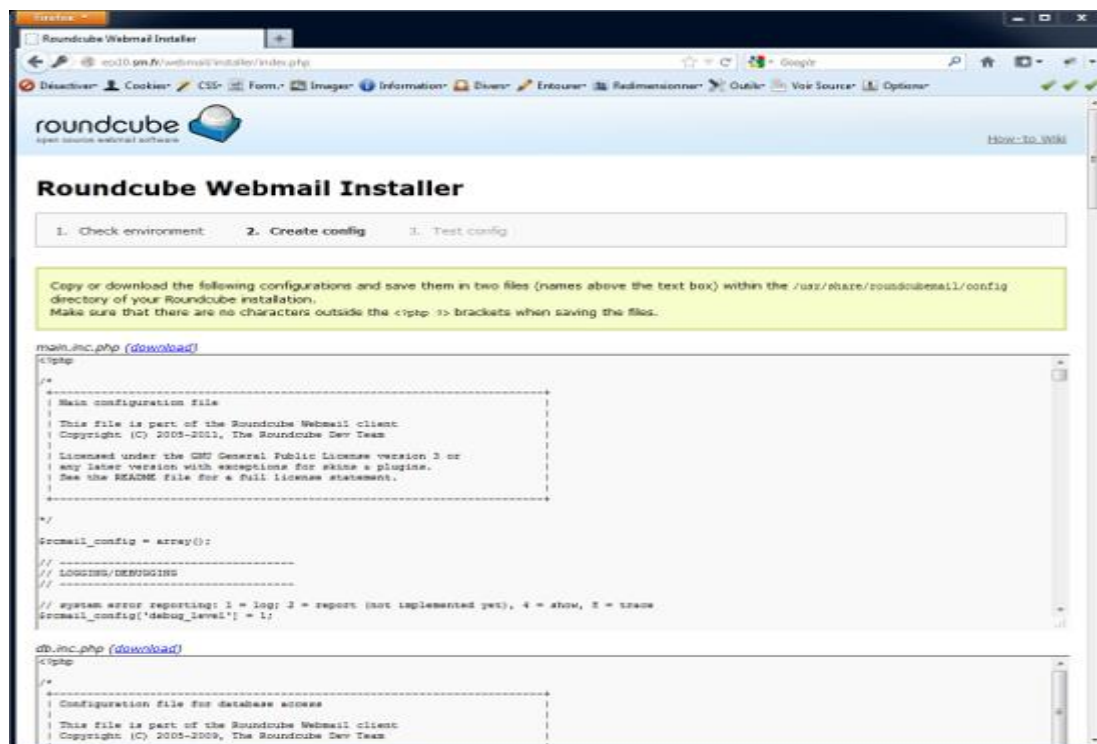 Firefox
Roundcube Webmail Installer
eo10.sm.fr/webmail/installer/index.php
Google
Désactiver Cookies CSS Form. Images Information Divers Entourer Redimensionner Outils Voir Source Options
roundcube
open source webmail software
How-to Wiki
Roundcube Webmail Installer
1. Check environment 2. Create config 3. Test config
Copy or download the following configurations and save them in two files (names above the text box) within the /usr/share/roundcubemail/config
directory of your Roundcube installation.
Make sure that there are no characters outside the <?php ?> brackets when saving the files.
main.inc.php (download)
<?php
/*
| Main configuration file
| This file is part of the Roundcube Webmail client
| Copyright (C) 2005-2011, The Roundcube Dev Team
| Licensed under the GNU General Public License version 3 or
| any later version with exceptions for skins & plugins.
| See the README file for a full license statement.
*/
$rcmail_config = array();
// ----------------------------------
// LOGGING/DEBUGGING
// ----------------------------------
// system error reporting: 1 = log; 2 = report (not implemented yet), 4 = show, 8 = trace
$rcmail_config['debug_level'] = 1;
db.inc.php (download)
<?php
/*
| Configuration file for database access
| This file is part of the Roundcube Webmail client
| Copyright (C) 2005-2009, The Roundcube Dev Team